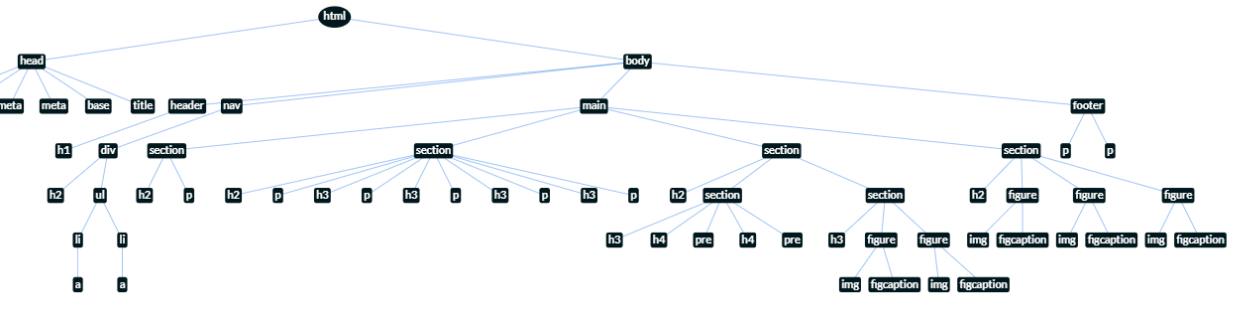 html
head body
meta meta base title header nav main footer
h1 div section section section section p p
h2 ul h2 p h2 p h3 p h3 p h3 p h3 p h2 section section h2 figure figure figure
li li h3 h4 pre h4 pre h3 figure figure img figcaption img figcaption img figcaption
a a img figcaption img figcaption